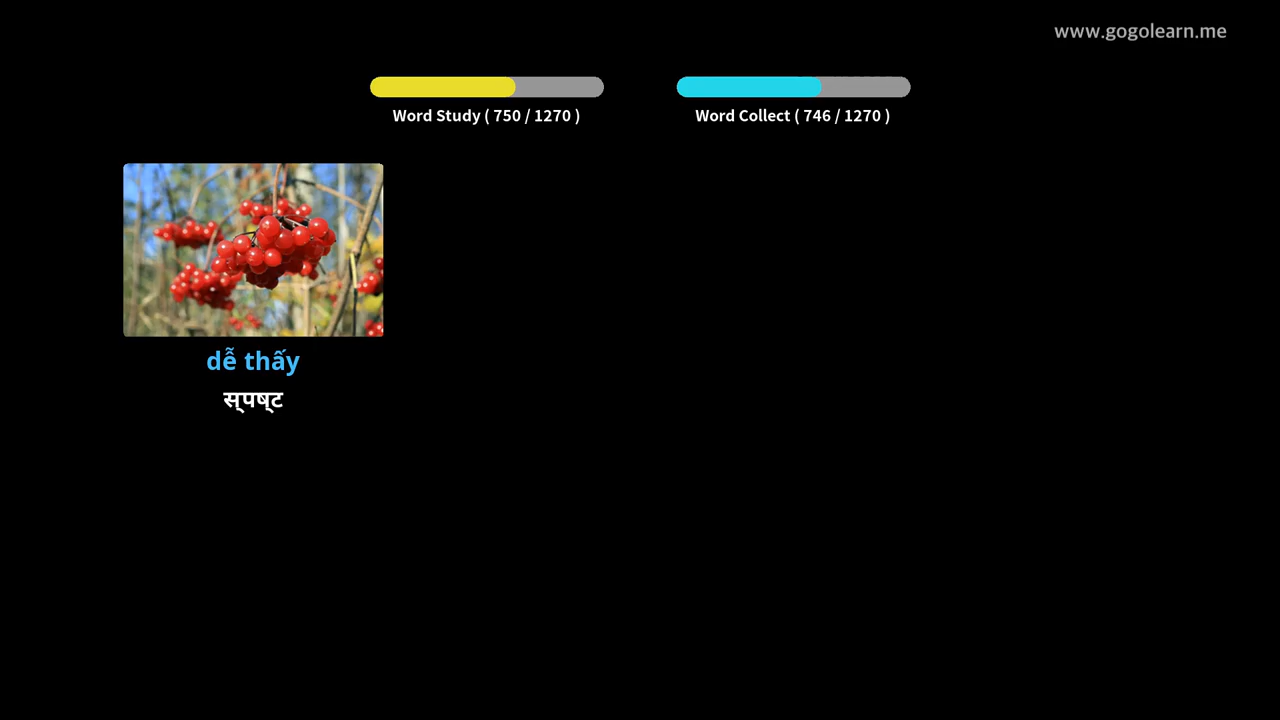 www.gogolearn.me
Word Study ( 750 / 1270 )
Word Collect ( 746 / 1270 )
dễ thấy
स्पष्ट